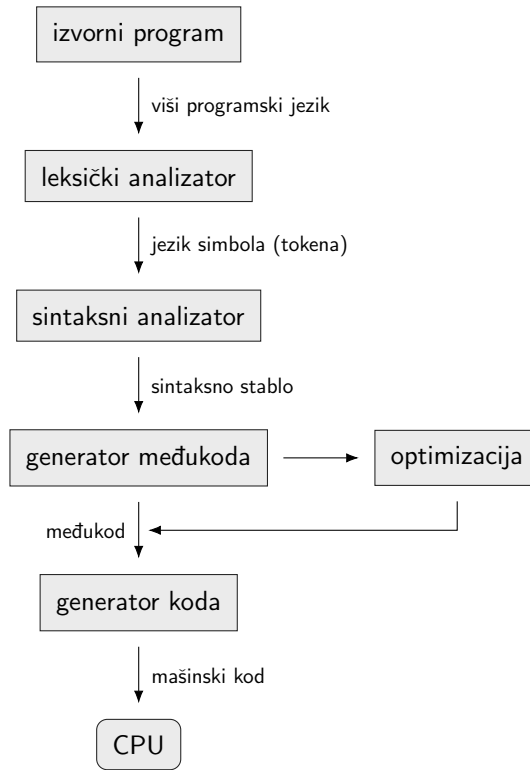 izvorni program
viši programski jezik
leksički analizator
jezik simbola (tokena)
sintaksni analizator
sintaksno stablo
generator međukoda
optimizacija
međukod
generator koda
mašinski kod
CPU